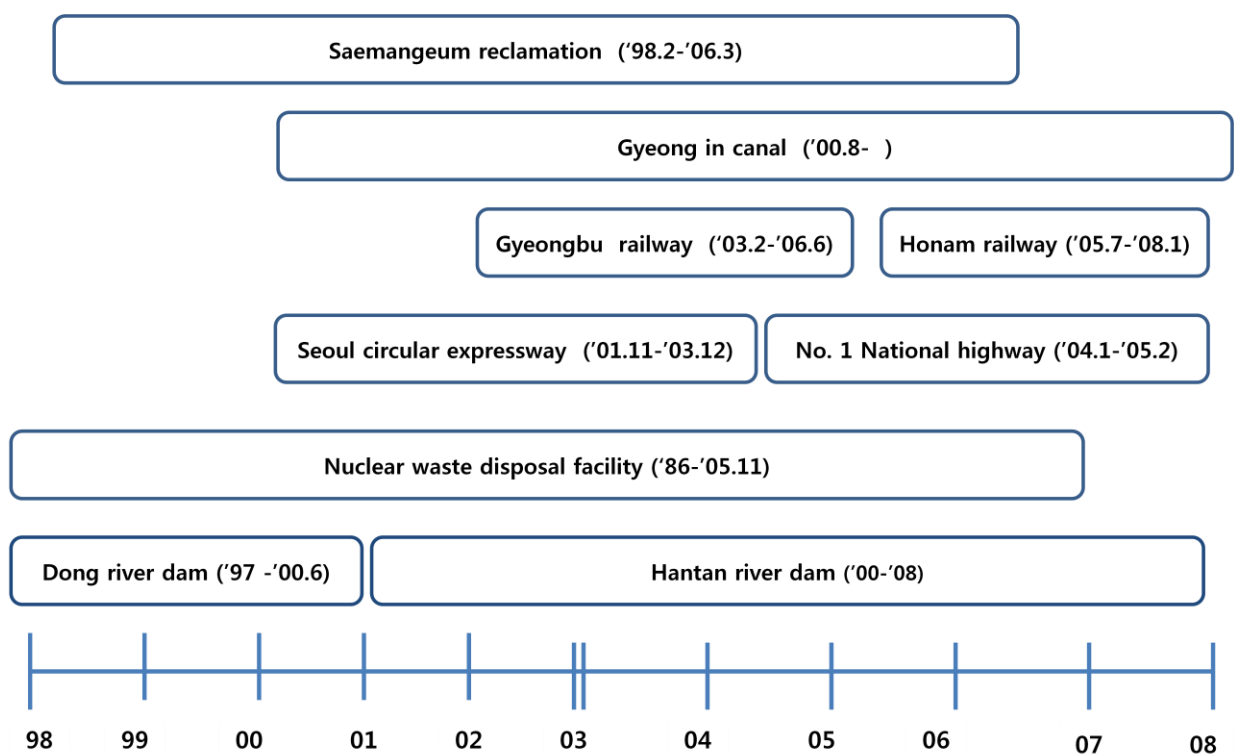 Saemangeum reclamation (‘98.2-’06.3)
Gyeong in canal (’00.8- )
Gyeongbu railway (‘03.2-’06.6)
Honam railway (’05.7-’08.1)
Seoul circular expressway (’01.11-’03.12)
No. 1 National highway (’04.1-’05.2)
Nuclear waste disposal facility (‘86-’05.11)
Dong river dam (’97 -’00.6)
Hantan river dam (’00-’08)
98 99 00 01 02 03 04 05 06 07 08